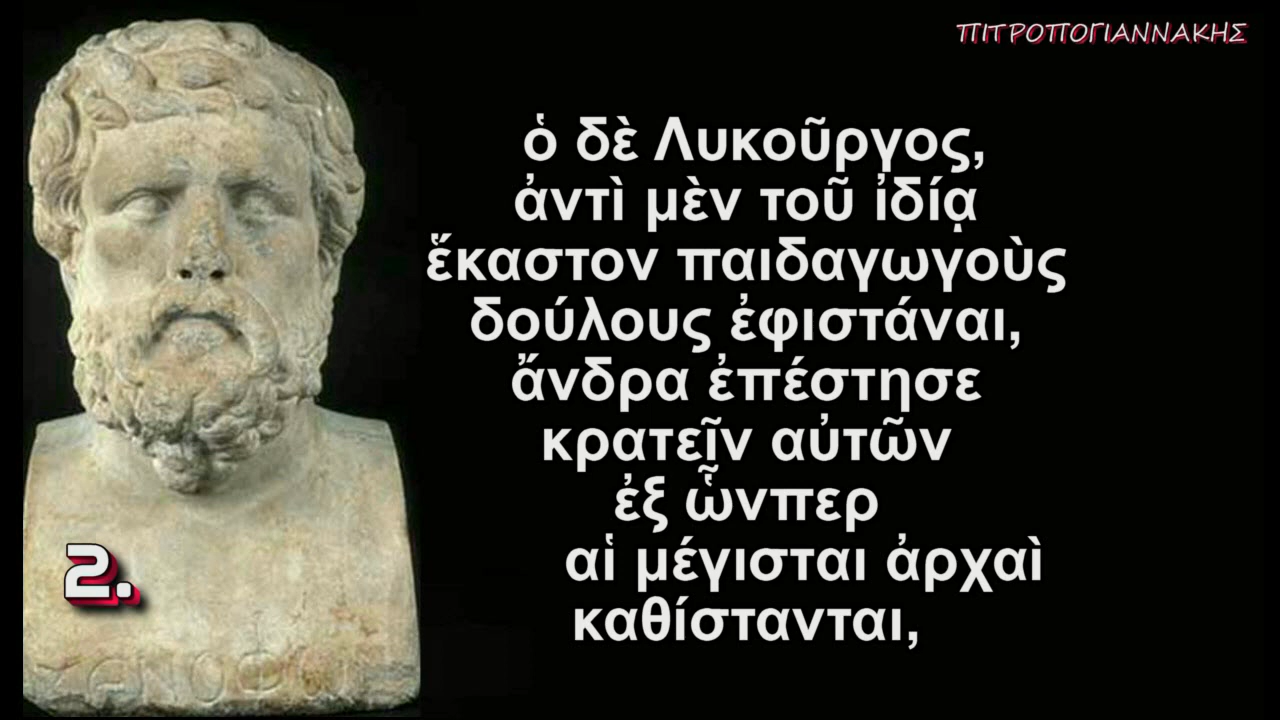 ΠΙΤΡΟΠΟΓΙΑΝΝΑΚΗΣ
ὁ δὲ Λυκοῦργος,
ἀντὶ μὲν τοῦ ἰδίᾳ
ἕκαστον παιδαγωγοὺς
δούλους ἐφιστάναι,
ἄνδρα ἐπέστησε
κρατεῖν αὐτῶν
ἐξ ὧνπερ
αἱ μέγισται ἀρχαὶ
καθίστανται,
2.